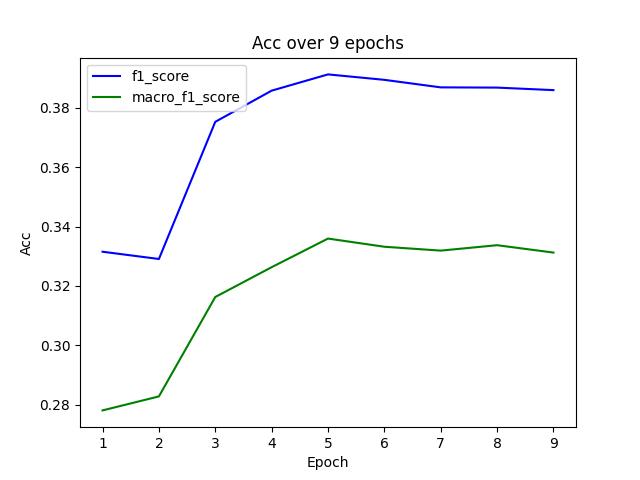 Acc over 9 epochs
f1_score
macro_f1_score
Acc
0.38
0.36
0.34
0.32
0.30
0.28
1 2 3 4 5 6 7 8 9
Epoch